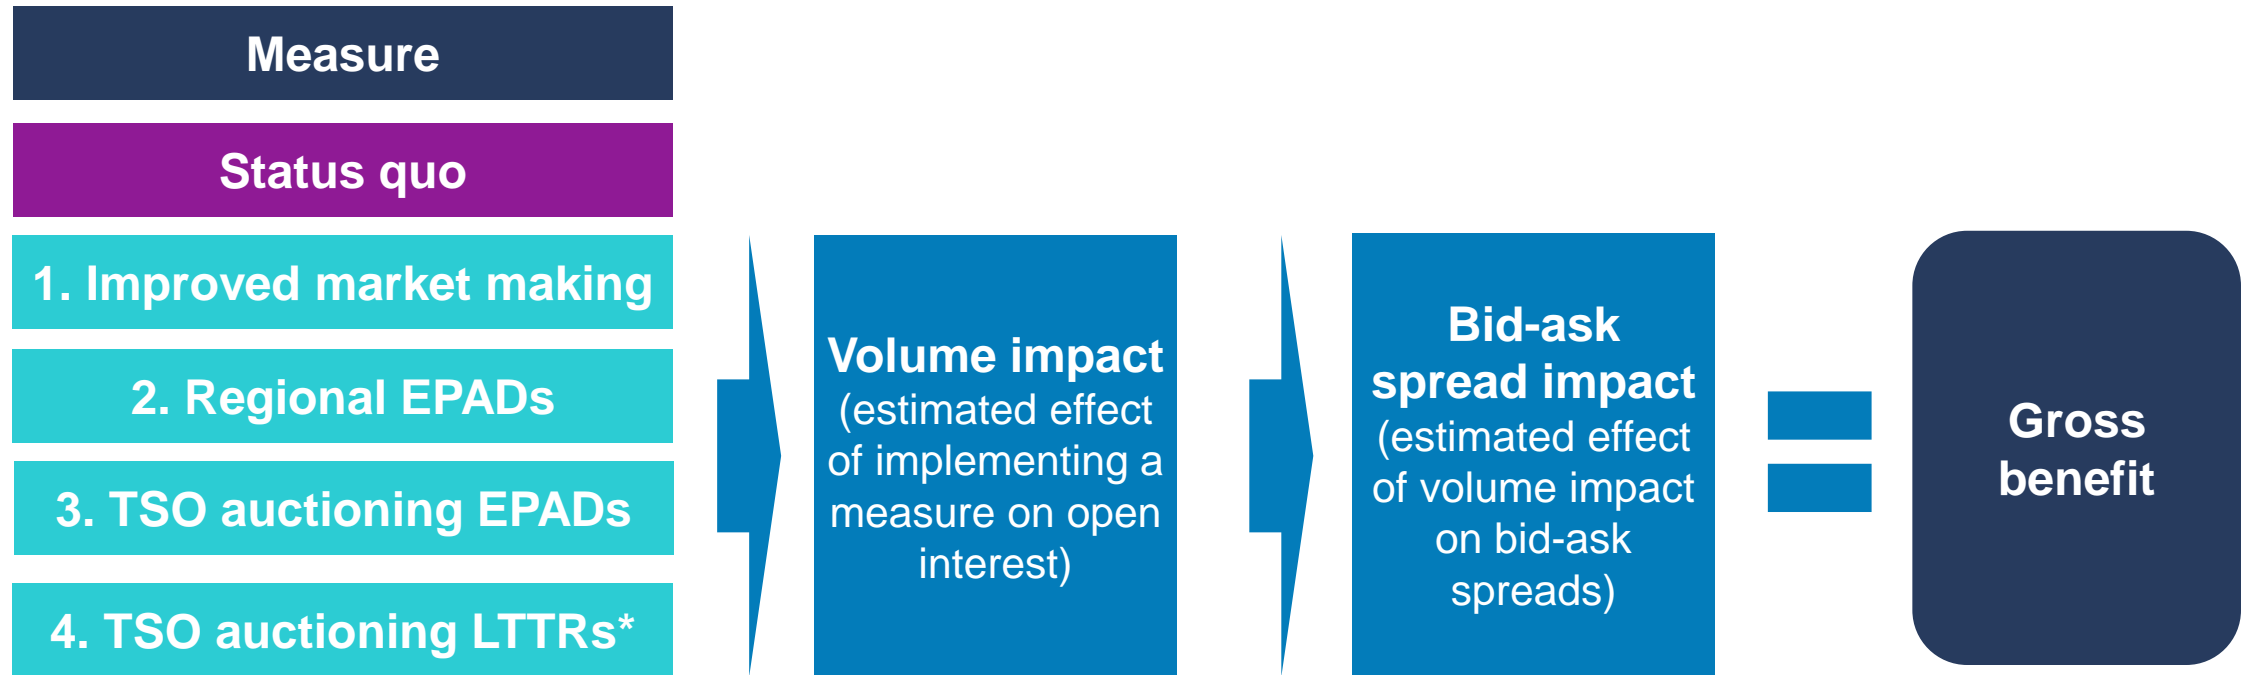 Measure
Status quo
1. Improved market making
2. Regional EPADs
3. TSO auctioning EPADs
4. TSO auctioning LTTRs*
Volume impact
(estimated effect
of implementing a
measure on open
interest)
Bid-ask
spread impact
(estimated effect
of volume impact
on bid-ask
spreads)
Gross
benefit